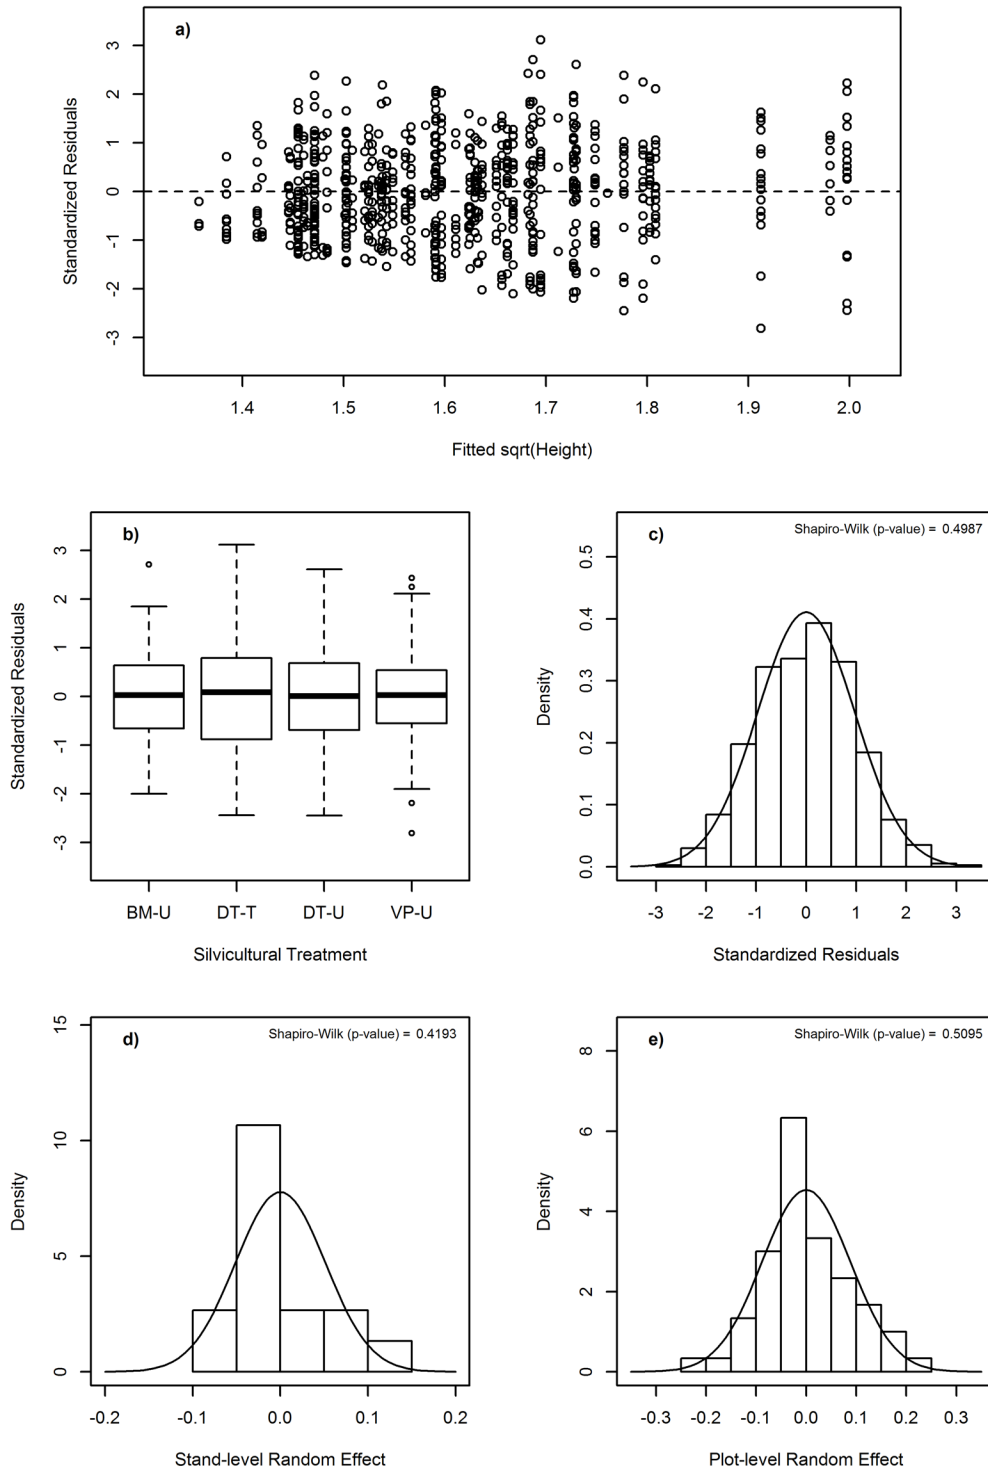 a)
Standardized Residuals
3
2
1
0
-1
-2
-3
1.4 1.5 1.6 1.7 1.8 1.9 2.0
Fitted sqrt(Height)
b)
Standardized Residuals
3
2
1
0
-1
-2
-3
BM-U DT-T DT-U VP-U
Silvicultural Treatment
c)
Shapiro-Wilk (p-value) = 0.4987
Density
0.5
0.4
0.3
0.2
0.1
0.0
-3 -2 -1 0 1 2 3
Standardized Residuals
d)
Shapiro-Wilk (p-value) = 0.4193
Density
15
10
5
0
-0.2 -0.1 0.0 0.1 0.2
Stand-level Random Effect
e)
Shapiro-Wilk (p-value) = 0.5095
Density
8
6
4
2
0
-0.3 -0.2 -0.1 0.0 0.1 0.2 0.3
Plot-level Random Effect